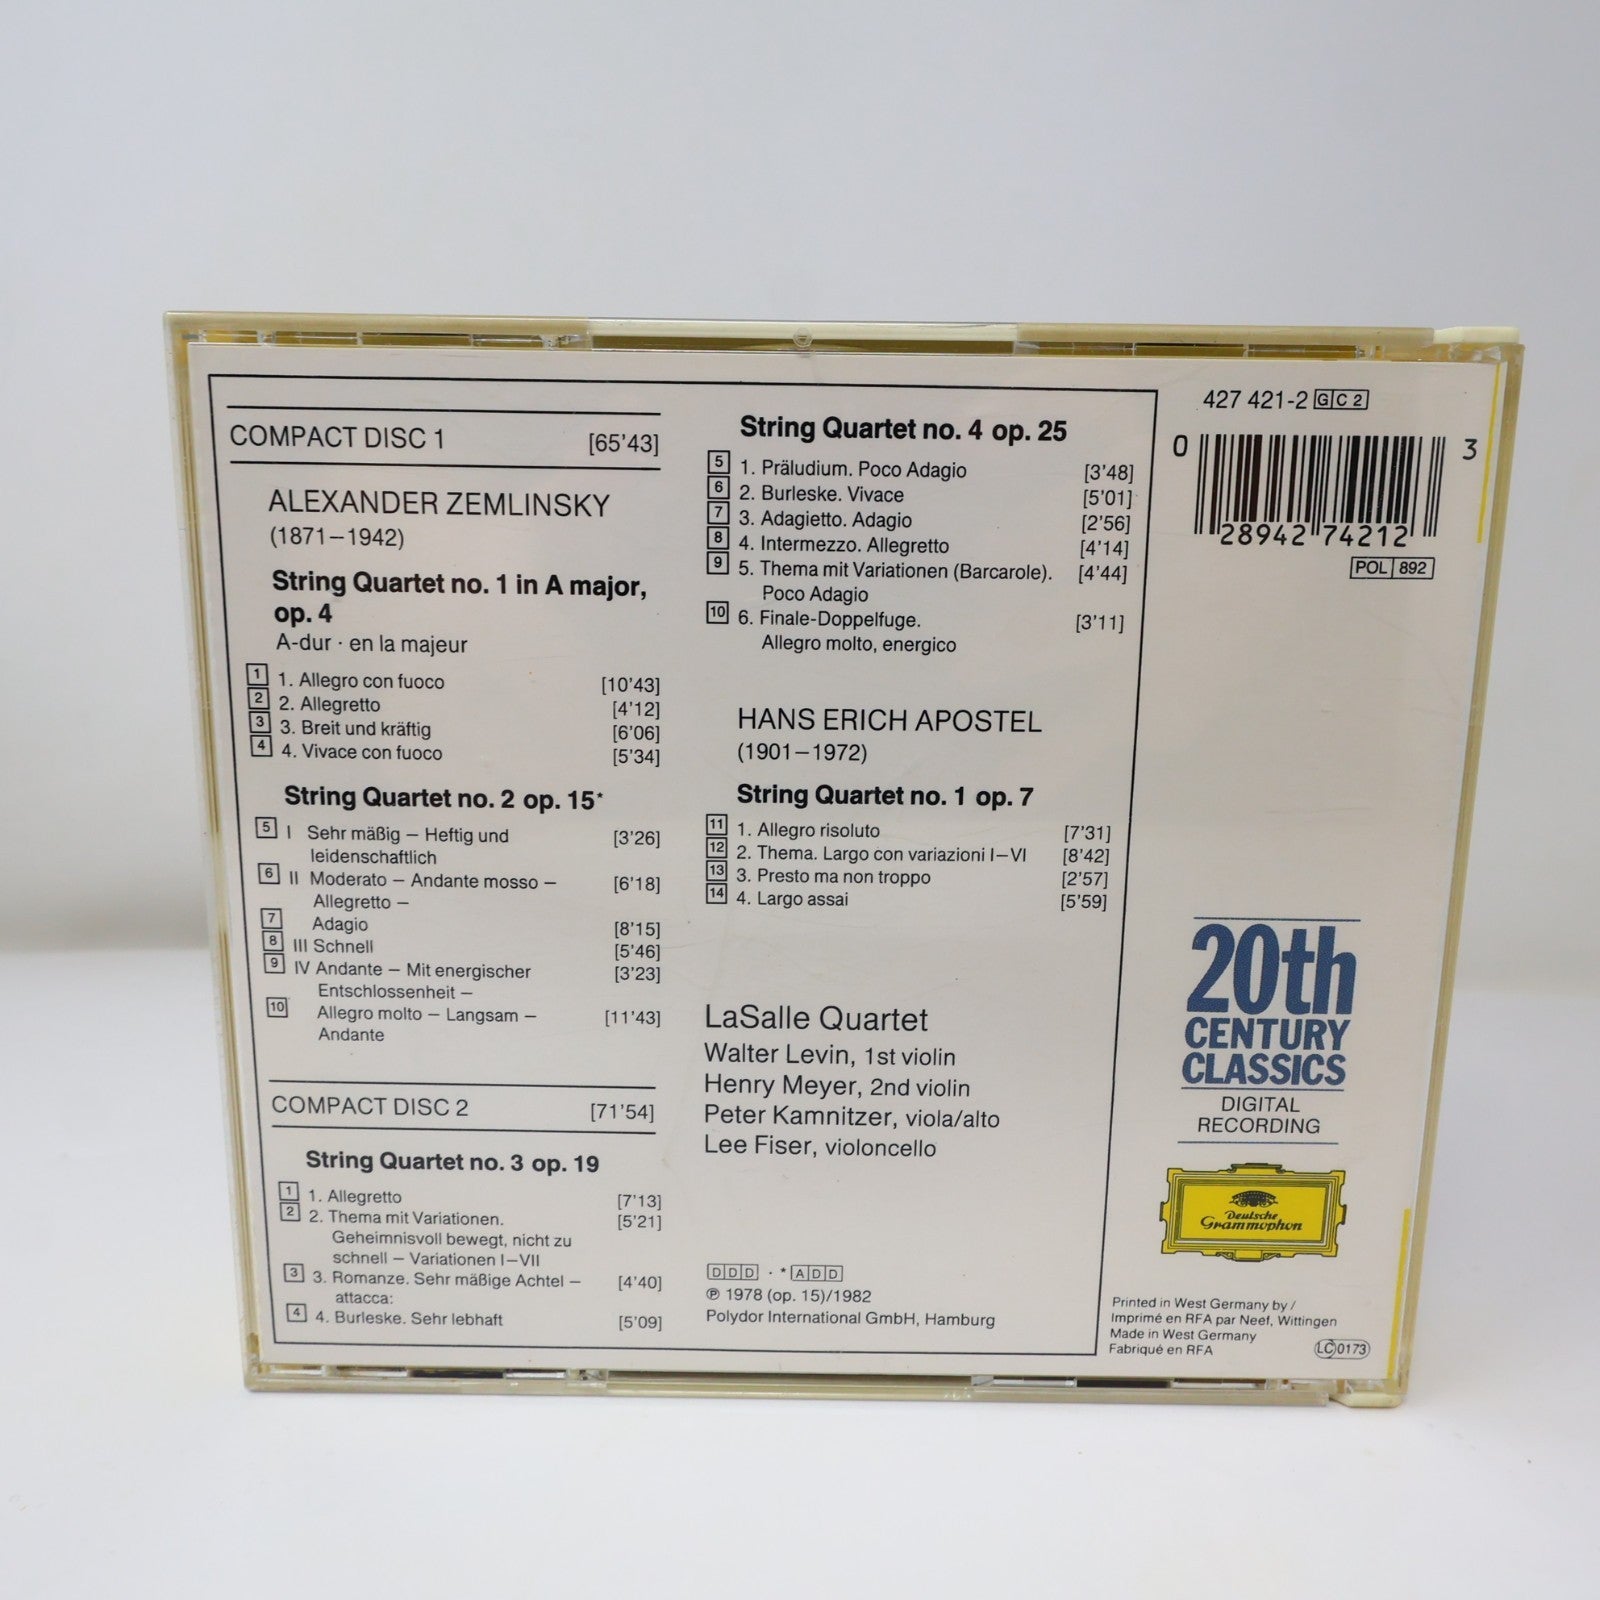 COMPACT DISC 1 [65'43]
ALEXANDER ZEMLINSKY
(1871–1942)
String Quartet no. 1 in A major,
op. 4
A-dur · en la majeur
1 1. Allegro con fuoco [10'43]
2 2. Allegretto [4'12]
3 3. Breit und kräftig [6'06]
4 4. Vivace con fuoco [5'34]
String Quartet no. 2 op. 15*
5 I Sehr mäßig – Heftig und [3'26]
leidenschaftlich
6 II Moderato – Andante mosso – [6'18]
Allegretto –
7 Adagio [8'15]
8 III Schnell [5'46]
9 IV Andante – Mit energischer [3'23]
Entschlossenheit –
10 Allegro molto – Langsam – [11'43]
Andante
COMPACT DISC 2 [71'54]
String Quartet no. 3 op. 19
1 1. Allegretto [7'13]
2 2. Thema mit Variationen. [5'21]
Geheimnisvoll bewegt, nicht zu
schnell – Variationen I–VII
3 3. Romanze. Sehr mäßige Achtel – [4'40]
attacca:
4 4. Burleske. Sehr lebhaft [5'09]
String Quartet no. 4 op. 25
5 1. Präludium. Poco Adagio [3'48]
6 2. Burleske. Vivace [5'01]
7 3. Adagietto. Adagio [2'56]
8 4. Intermezzo. Allegretto [4'14]
9 5. Thema mit Variationen (Barcarole). [4'44]
Poco Adagio
10 6. Finale-Doppelfuge. [3'11]
Allegro molto, energico
HANS ERICH APOSTEL
(1901–1972)
String Quartet no. 1 op. 7
11 1. Allegro risoluto [7'31]
12 2. Thema. Largo con variazioni I–VI [8'42]
13 3. Presto ma non troppo [2'57]
14 4. Largo assai [5'59]
LaSalle Quartet
Walter Levin, 1st violin
Henry Meyer, 2nd violin
Peter Kamnitzer, viola/alto
Lee Fiser, violoncello
DDD · * ADD
℗ 1978 (op. 15)/1982
Polydor International GmbH, Hamburg
427 421-2 GC2
0 28942 74212 3
POL 892
20th
CENTURY
CLASSICS
DIGITAL
RECORDING
Deutsche
Grammophon
Printed in West Germany by /
Imprimé en RFA par Neef, Wittingen
Made in West Germany
Fabriqué en RFA
LC 0173